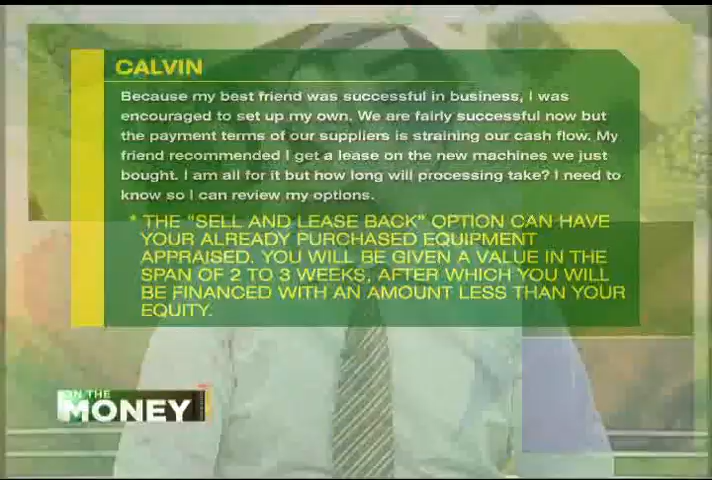 CALVIN
Because my best friend was successful in business, I was
encouraged to set up my own. We are fairly successful now but
the payment terms of our suppliers is straining our cash flow. My
friend recommended I get a lease on the new machines we just
bought. I am all for it but how long will processing take? I need to
know so I can review my options.
* THE "SELL AND LEASE BACK" OPTION CAN HAVE
YOUR ALREADY PURCHASED EQUIPMENT
APPRAISED. YOU WILL BE GIVEN A VALUE IN THE
SPAN OF 2 TO 3 WEEKS, AFTER WHICH YOU WILL
BE FINANCED WITH AN AMOUNT LESS THAN YOUR
EQUITY.
ON THE
MONEY